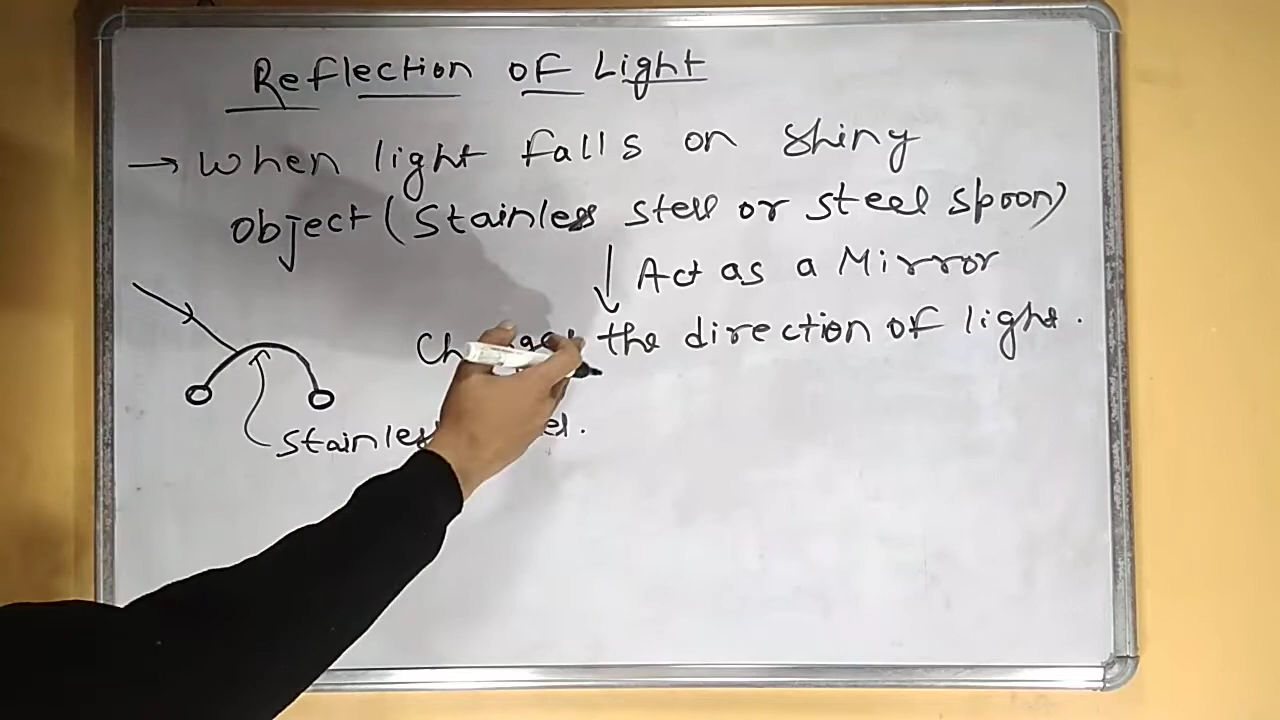 Reflection of Light
→ When light falls on shiny
object (Stainless stell or steel spoon)
↓ Act as a Mirror
the direction of light.
Stainless